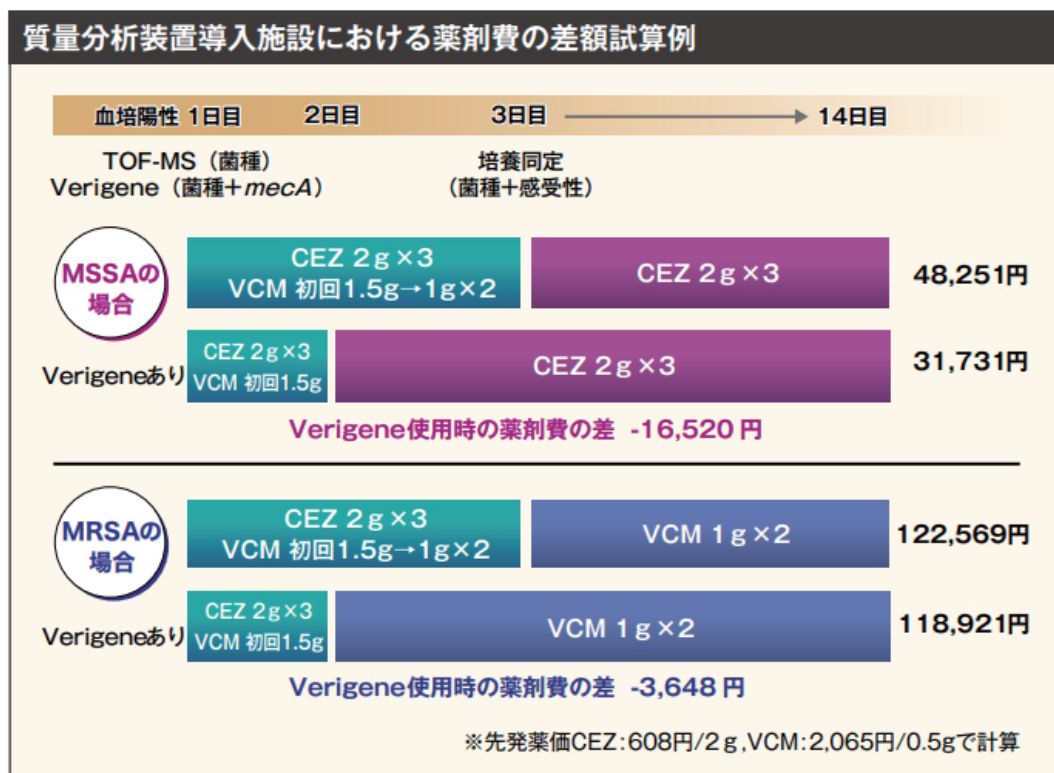 質量分析装置導入施設における薬剤費の差額試算例
血培陽性 1日目 2日目 3日目 14日目
TOF-MS（菌種）
Verigene（菌種+mecA）
培養同定
（菌種+感受性）
MSSAの
場合
CEZ 2g×3
VCM 初回1.5g→1g×2
CEZ 2g×3
48,251円
Verigeneあり
CEZ 2g×3
VCM 初回1.5g
CEZ 2g×3
31,731円
Verigene使用時の薬剤費の差 -16,520円
MRSAの
場合
CEZ 2g×3
VCM 初回1.5g→1g×2
VCM 1g×2
122,569円
Verigeneあり
CEZ 2g×3
VCM 初回1.5g
VCM 1g×2
118,921円
Verigene使用時の薬剤費の差 -3,648円
※先発薬価CEZ：608円/2g,VCM：2,065円/0.5gで計算